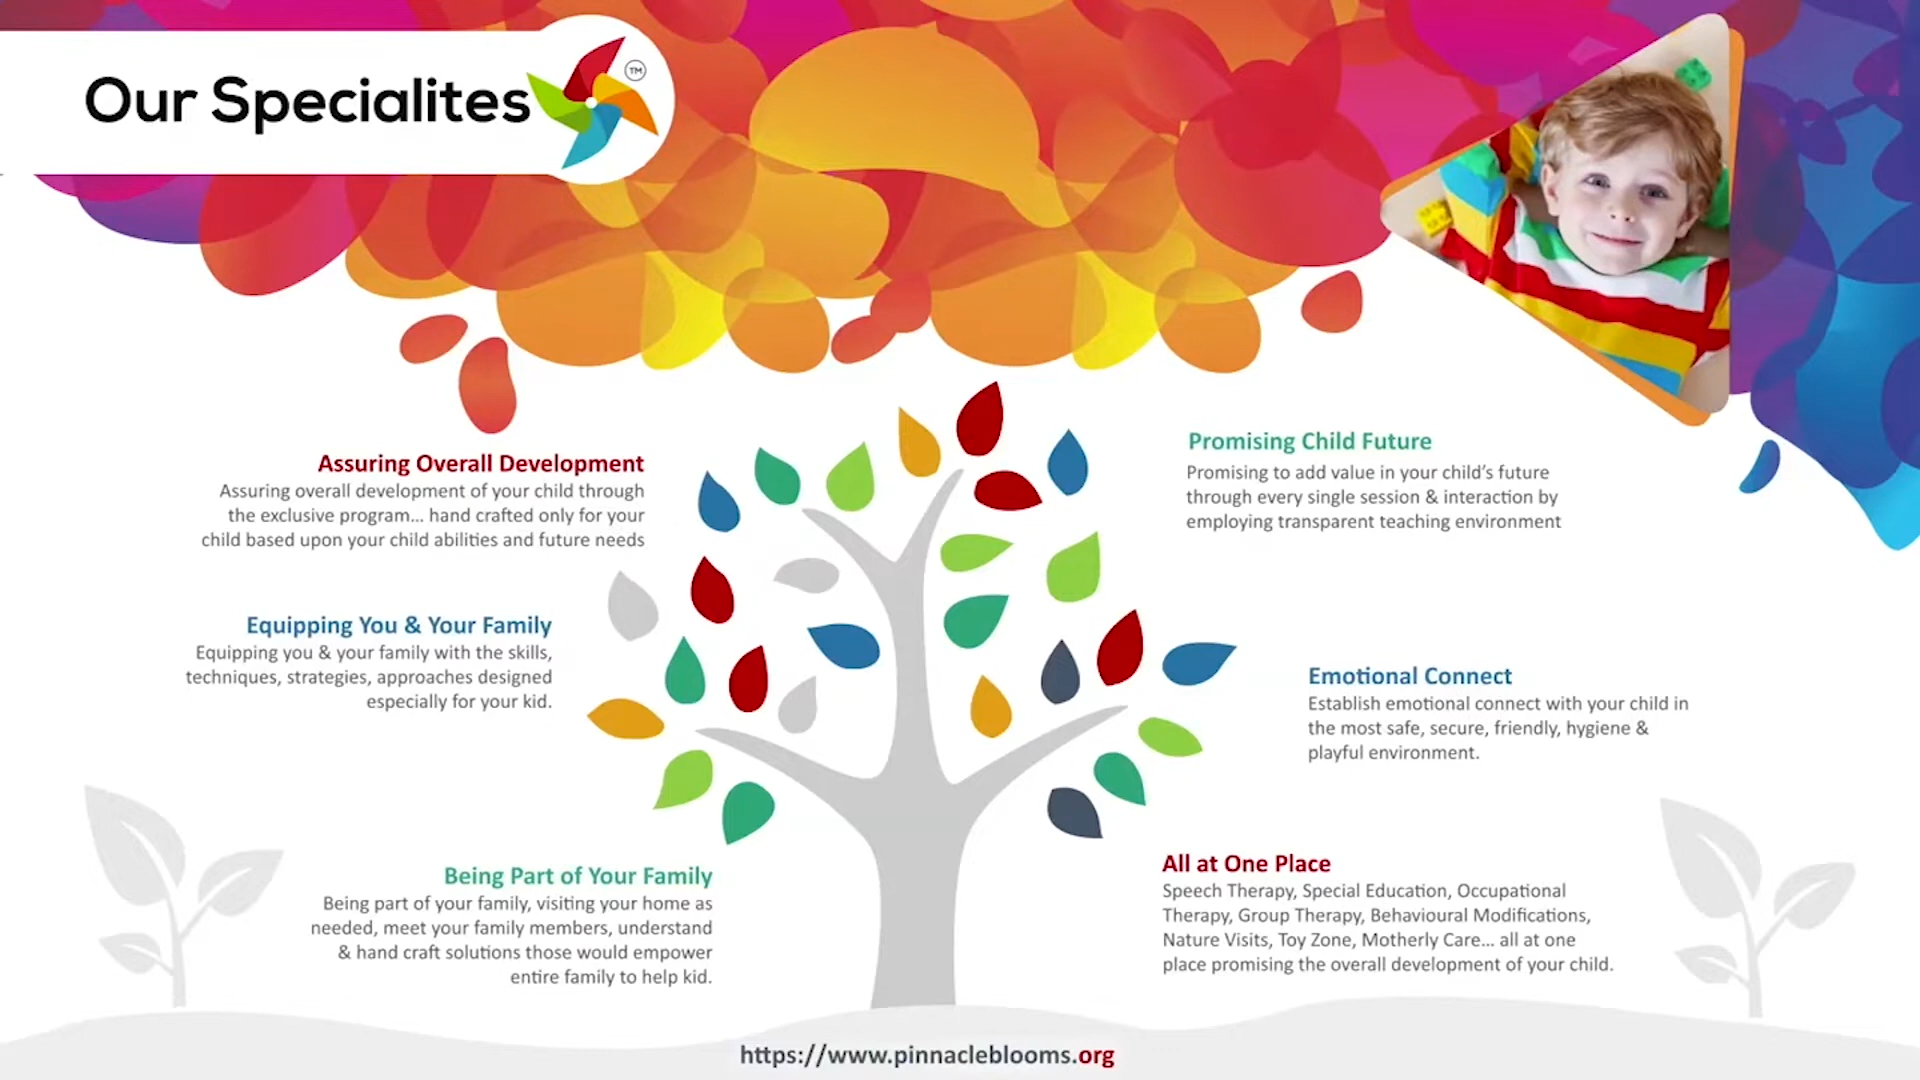 Our Specialites
TM
Assuring Overall Development
Assuring overall development of your child through
the exclusive program... hand crafted only for your
child based upon your child abilities and future needs
Equipping You & Your Family
Equipping you & your family with the skills,
techniques, strategies, approaches designed
especially for your kid.
Being Part of Your Family
Being part of your family, visiting your home as
needed, meet your family members, understand
& hand craft solutions those would empower
entire family to help kid.
Promising Child Future
Promising to add value in your child's future
through every single session & interaction by
employing transparent teaching environment
Emotional Connect
Establish emotional connect with your child in
the most safe, secure, friendly, hygiene &
playful environment.
All at One Place
Speech Therapy, Special Education, Occupational
Therapy, Group Therapy, Behavioural Modifications,
Nature Visits, Toy Zone, Motherly Care... all at one
place promising the overall development of your child.
https://www.pinnacleblooms.org